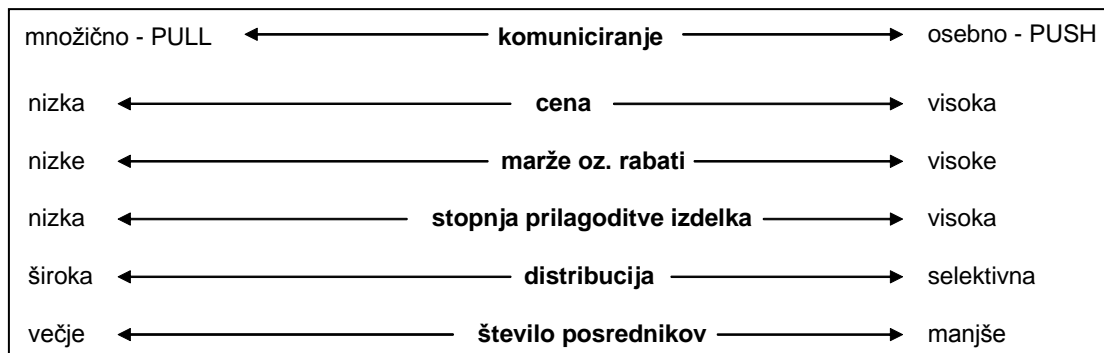 množično - PULL komuniciranje osebno - PUSH
nizka cena visoka
nizke marže oz. rabati visoke
nizka stopnja prilagoditve izdelka visoka
široka distribucija selektivna
večje število posrednikov manjše